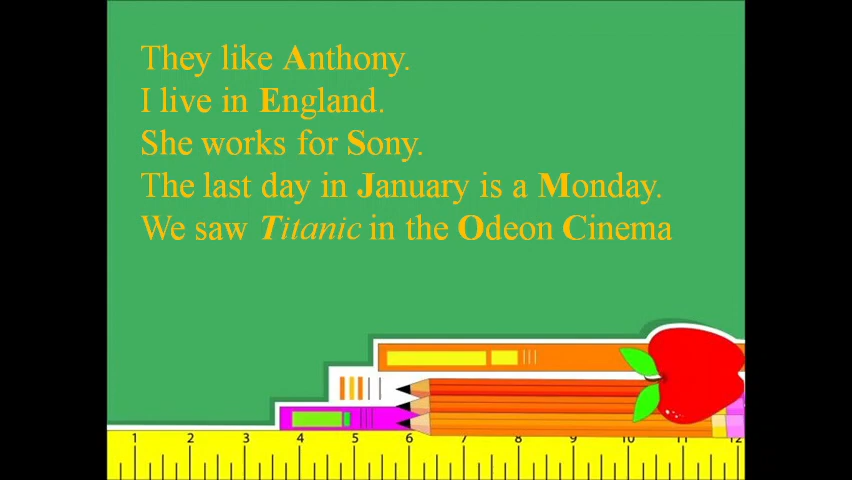 They like Anthony.
I live in England.
She works for Sony.
The last day in January is a Monday.
We saw Titanic in the Odeon Cinema
1 2 3 4 5 6 7 8 9 10 11 12